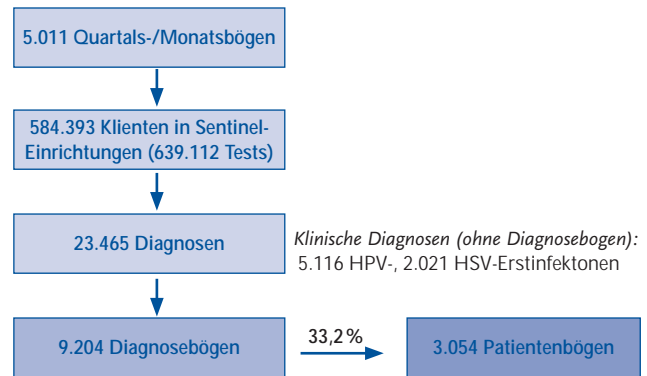 5.011 Quartals-/Monatsbögen
584.393 Klienten in Sentinel-
Einrichtungen (639.112 Tests)
23.465 Diagnosen
Klinische Diagnosen (ohne Diagnosebogen):
5.116 HPV-, 2.021 HSV-Erstinfektonen
9.204 Diagnosebögen
33,2 %
3.054 Patientenbögen